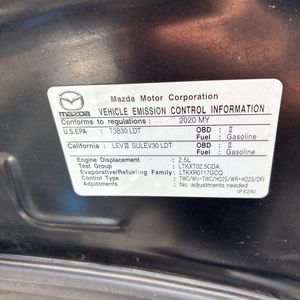 mazda
Mazda Motor Corporation
VEHICLE EMISSION CONTROL INFORMATION
Conforms to regulations: 2020 MY
U.S.EPA : T3B30 LDT OBD : II
Fuel : Gasoline
California : LEVIII SULEV30 LDT OBD : II
Fuel : Gasoline
Engine Displacement : 2.5L
Test Group : LTKXT02.5CDA
Evaporative/Refueling Family : LTKXR0117GCQ
Control Type : TWC/WU-TWC/HO2S/WR-HO2S/DFI
Adjustments : No adjustments needed
(PX2N)